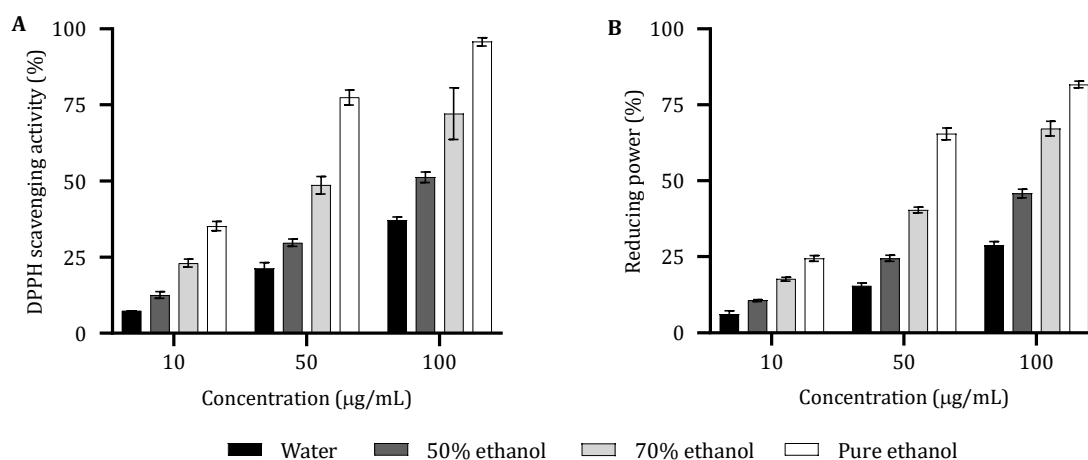 A
DPPH scavenging activity (%)
100
75
50
25
0
10 50 100
Concentration (μg/mL)
B
Reducing power (%)
100
75
50
25
0
10 50 100
Concentration (μg/mL)
Water 50% ethanol 70% ethanol Pure ethanol